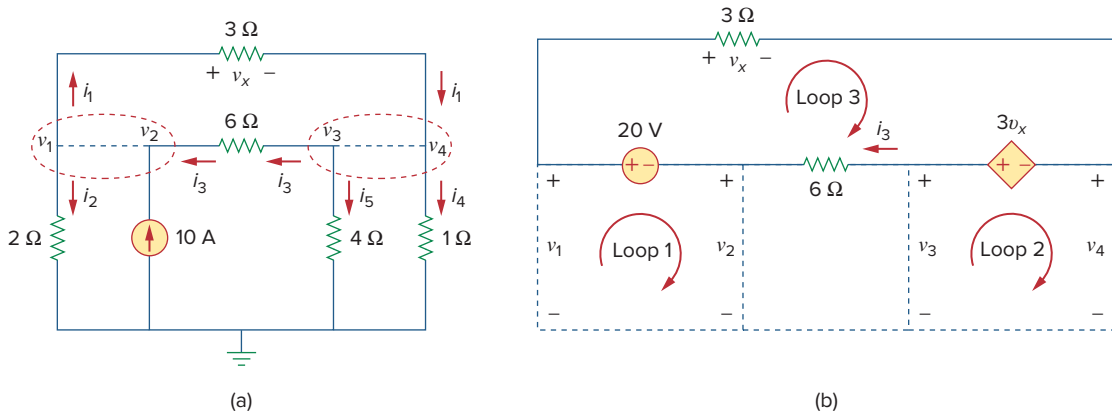 3 Ω
+ vₓ −
i₁
i₁
6 Ω
v₁
v₂
v₃
v₄
i₃
i₃
i₂
i₅
i₄
2 Ω
10 A
4 Ω
1 Ω
(a)
3 Ω
+ vₓ −
Loop 3
20 V
i₃
3vₓ
+ −
+ −
6 Ω
+
+
+
+
v₁
Loop 1
v₂
v₃
Loop 2
v₄
−
−
−
−
(b)